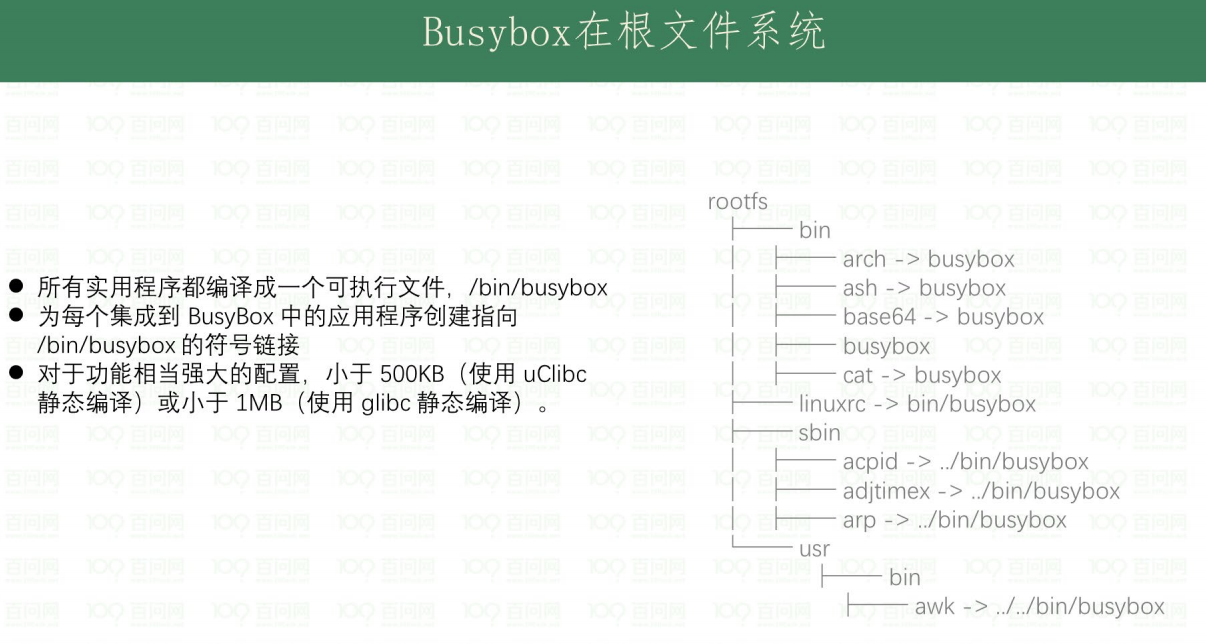 Busybox在根文件系统
● 所有实用程序都编译成一个可执行文件，/bin/busybox
● 为每个集成到 BusyBox 中的应用程序创建指向
/bin/busybox 的符号链接
● 对于功能相当强大的配置，小于 500KB（使用 uClibc
静态编译）或小于 1MB（使用 glibc 静态编译）。
rootfs
bin
arch -> busybox
ash -> busybox
base64 -> busybox
busybox
cat -> busybox
linuxrc -> bin/busybox
sbin
acpid -> ../bin/busybox
adjtimex -> ../bin/busybox
arp -> ../bin/busybox
usr
bin
awk -> ../../bin/busybox